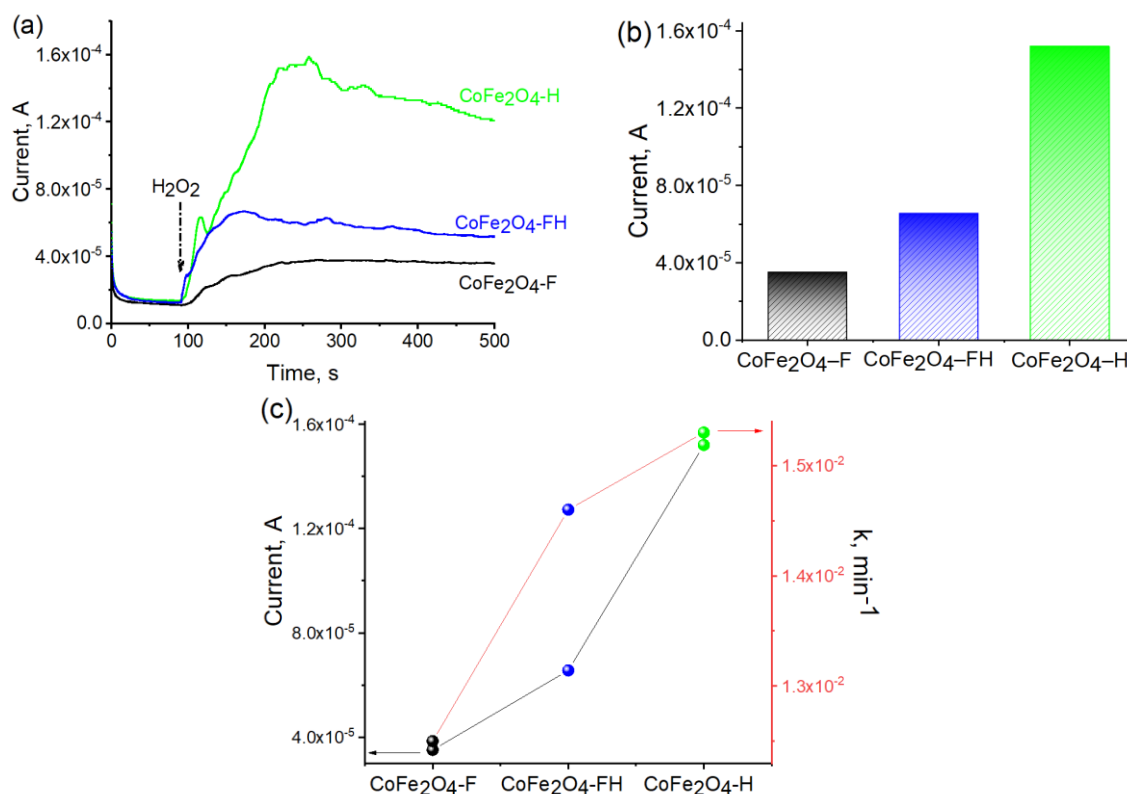 (a)
1.6x10-4
1.2x10-4
8.0x10-5
4.0x10-5
0.0
Current, A
H2O2
CoFe2O4-H
CoFe2O4-FH
CoFe2O4-F
0
100
200
300
400
500
Time, s
(b)
1.6x10-4
1.2x10-4
8.0x10-5
4.0x10-5
0.0
Current, A
CoFe2O4–F
CoFe2O4–FH
CoFe2O4–H
(c)
1.6x10-4
1.2x10-4
8.0x10-5
4.0x10-5
Current, A
1.5x10-2
1.4x10-2
1.3x10-2
k, min-1
CoFe2O4-F
CoFe2O4-FH
CoFe2O4-H